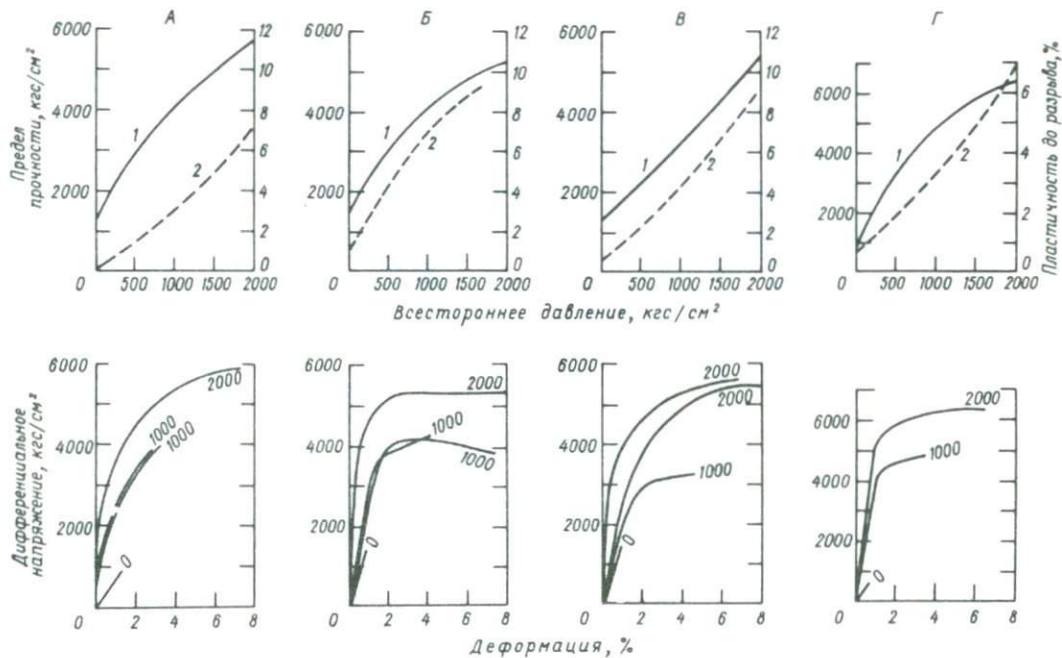 А Б В Г
Предел прочности, кгс/см²
6000 4000 2000 0
12 10 8 6 4 2 0
1 2
500 1000 1500 2000
6000 4000 2000 0
12 10 8 6 4 2 0
1 2
500 1000 1500 2000
6000 4000 2000 0
12 10 8 6 4 2 0
1 2
500 1000 1500 2000
6000 4000 2000 0
6 4 2 0
1 2
500 1000 1500 2000
Пластичность до разрыва, %
Всестороннее давление, кгс/см²
Дифференциальное напряжение, кгс/см²
6000 4000 2000 0
2000
1000
1000
0
0 2 4 6 8
6000 4000 2000 0
2000
1000
1000
0
2 4 6 8
6000 4000 2000 0
2000
2000
1000
0
0 2 4 6 8
6000 4000 2000 0
2000
1000
0
0 2 4 6 8
Деформация, %